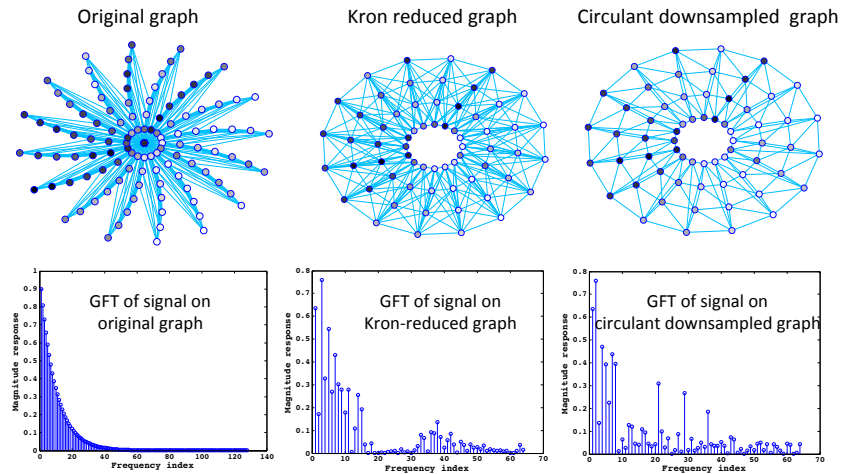 Original graph
Kron reduced graph
Circulant downsampled graph
1
0.9
0.8
0.7
0.6
0.5
0.4
0.3
0.2
0.1
0
0 20 40 60 80 100 120 140
Magnitude response
Frequency index
GFT of signal on
original graph
0.8
0.7
0.6
0.5
0.4
0.3
0.2
0.1
0
0 10 20 30 40 50 60 70
Magnitude response
Frequency index
GFT of signal on
Kron-reduced graph
0.8
0.7
0.6
0.5
0.4
0.3
0.2
0.1
0
0 10 20 30 40 50 60 70
Magnitude response
Frequency index
GFT of signal on
circulant downsampled graph